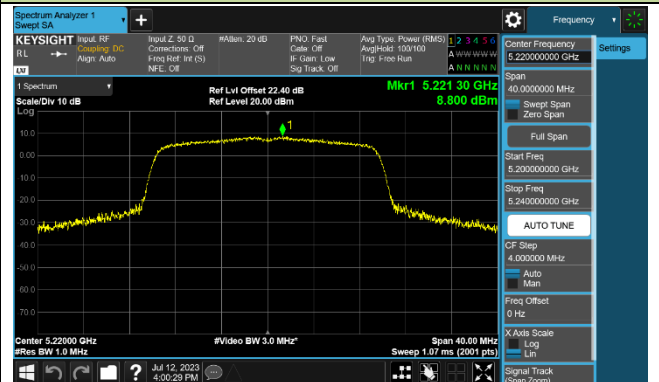 Spectrum Analyzer 1
Swept SA
Frequency
KEYSIGHT
RL
LXI
Input: RF
Coupling: DC
Align: Auto
Input Z: 50 Ω
Corrections: Off
Freq Ref: Int (S)
NFE: Off
#Atten: 20 dB
PNO: Fast
Gate: Off
IF Gain: Low
Sig Track: Off
Avg Type: Power (RMS)
Avg|Hold: 100/100
Trig: Free Run
1 2 3 4 5 6
A W W W W W
A N N N N N
1 Spectrum
Scale/Div 10 dB
Ref Lvl Offset 22.40 dB
Ref Level 20.00 dBm
Mkr1 5.221 30 GHz
8.800 dBm
Log
1
10.0
0.00
-10.0
-20.0
-30.0
-40.0
-50.0
-60.0
-70.0
Center 5.22000 GHz
#Res BW 1.0 MHz
#Video BW 3.0 MHz*
Span 40.00 MHz
Sweep 1.07 ms (2001 pts)
Center Frequency
5.220000000 GHz
Settings
Span
40.0000000 MHz
Swept Span
Zero Span
Full Span
Start Freq
5.200000000 GHz
Stop Freq
5.240000000 GHz
AUTO TUNE
CF Step
4.000000 MHz
Auto
Man
Freq Offset
0 Hz
X Axis Scale
Log
Lin
Signal Track
(Span Zoom)
?
Jul 12, 2023
4:00:29 PM